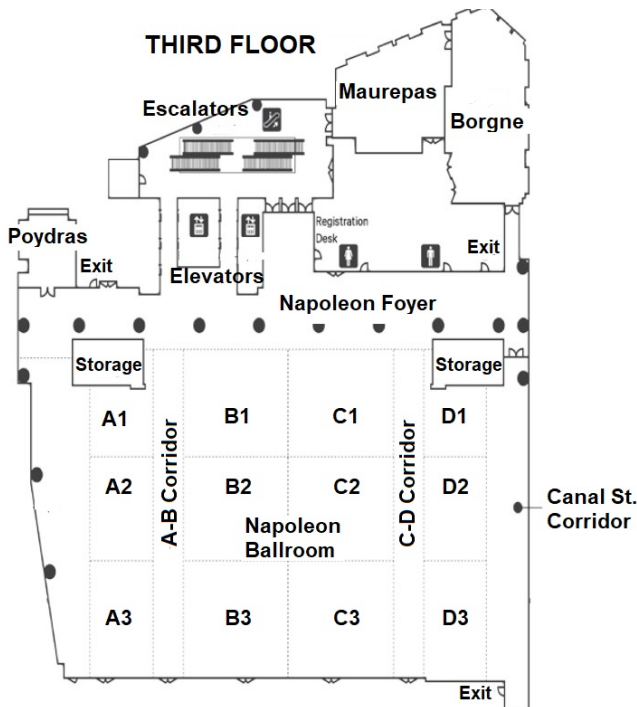 THIRD FLOOR
Maurepas
Escalators
Borgne
Registration
Desk
Poydras
Exit
Exit
Elevators
Napoleon Foyer
Storage
Storage
A1
B1
C1
D1
A-B Corridor
C-D Corridor
A2
B2
C2
D2
Canal St.
Corridor
Napoleon
Ballroom
A3
B3
C3
D3
Exit